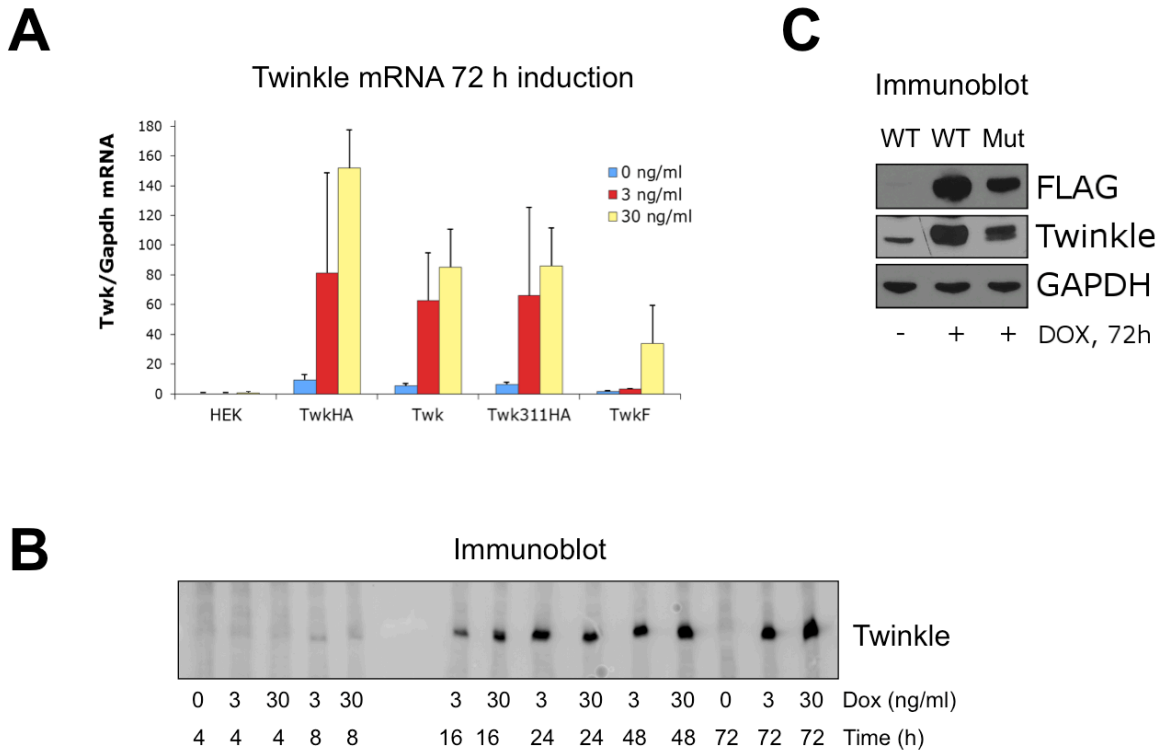 A
Twinkle mRNA 72 h induction
Twk/Gapdh mRNA
180
160
140
120
100
80
60
40
20
0
0 ng/ml
3 ng/ml
30 ng/ml
HEK TwkHA Twk Twk311HA TwkF
C
Immunoblot
WT WT Mut
FLAG
Twinkle
GAPDH
- + + DOX, 72h
B
Immunoblot
Twinkle
0 3 30 3 30 3 30 3 30 3 30 0 3 30 Dox (ng/ml)
4 4 4 8 8 16 16 24 24 48 48 72 72 72 Time (h)